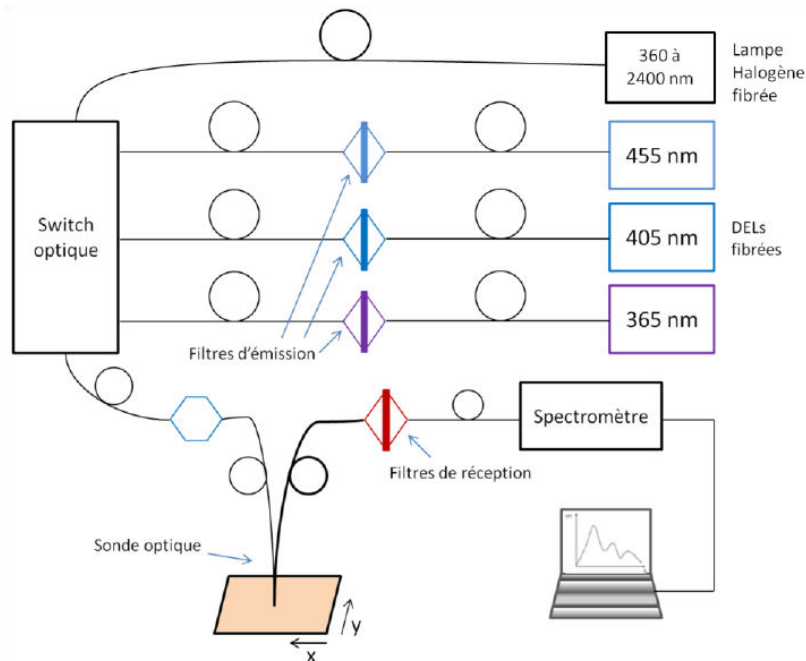 360 à
2400 nm
Lampe
Halogène
fibrée
455 nm
Switch
optique
405 nm
DELs
fibrées
365 nm
Filtres d'émission
Spectromètre
Filtres de réception
Sonde optique
y
x